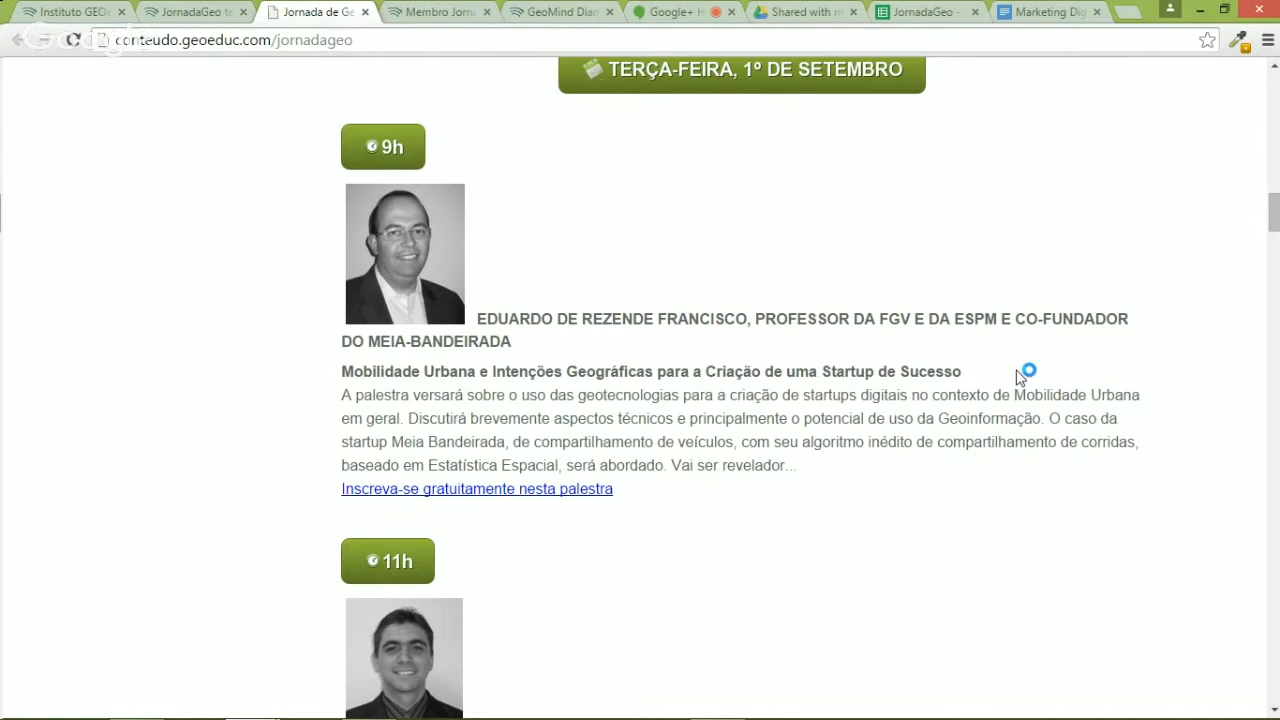 Instituto GEOe
JornadaGeo te
Jornada de Ge
Membro Jorn
GeoMind Dia
Google+ H
Shared with m
JornadaGeo -
Marketing Dig
conteudo.geoeduc.com/jornadageo
TERÇA-FEIRA, 1º DE SETEMBRO
9h
EDUARDO DE REZENDE FRANCISCO, PROFESSOR DA FGV E DA ESPM E CO-FUNDADOR
DO MEIA-BANDEIRADA
Mobilidade Urbana e Intenções Geográficas para a Criação de uma Startup de Sucesso
A palestra versará sobre o uso das geotecnologias para a criação de startups digitais no contexto de Mobilidade Urbana
em geral. Discutirá brevemente aspectos técnicos e principalmente o potencial de uso da Geoinformação. O caso da
startup Meia Bandeirada, de compartilhamento de veículos, com seu algoritmo inédito de compartilhamento de corridas,
baseado em Estatística Espacial, será abordado. Vai ser revelador...
Inscreva-se gratuitamente nesta palestra
11h